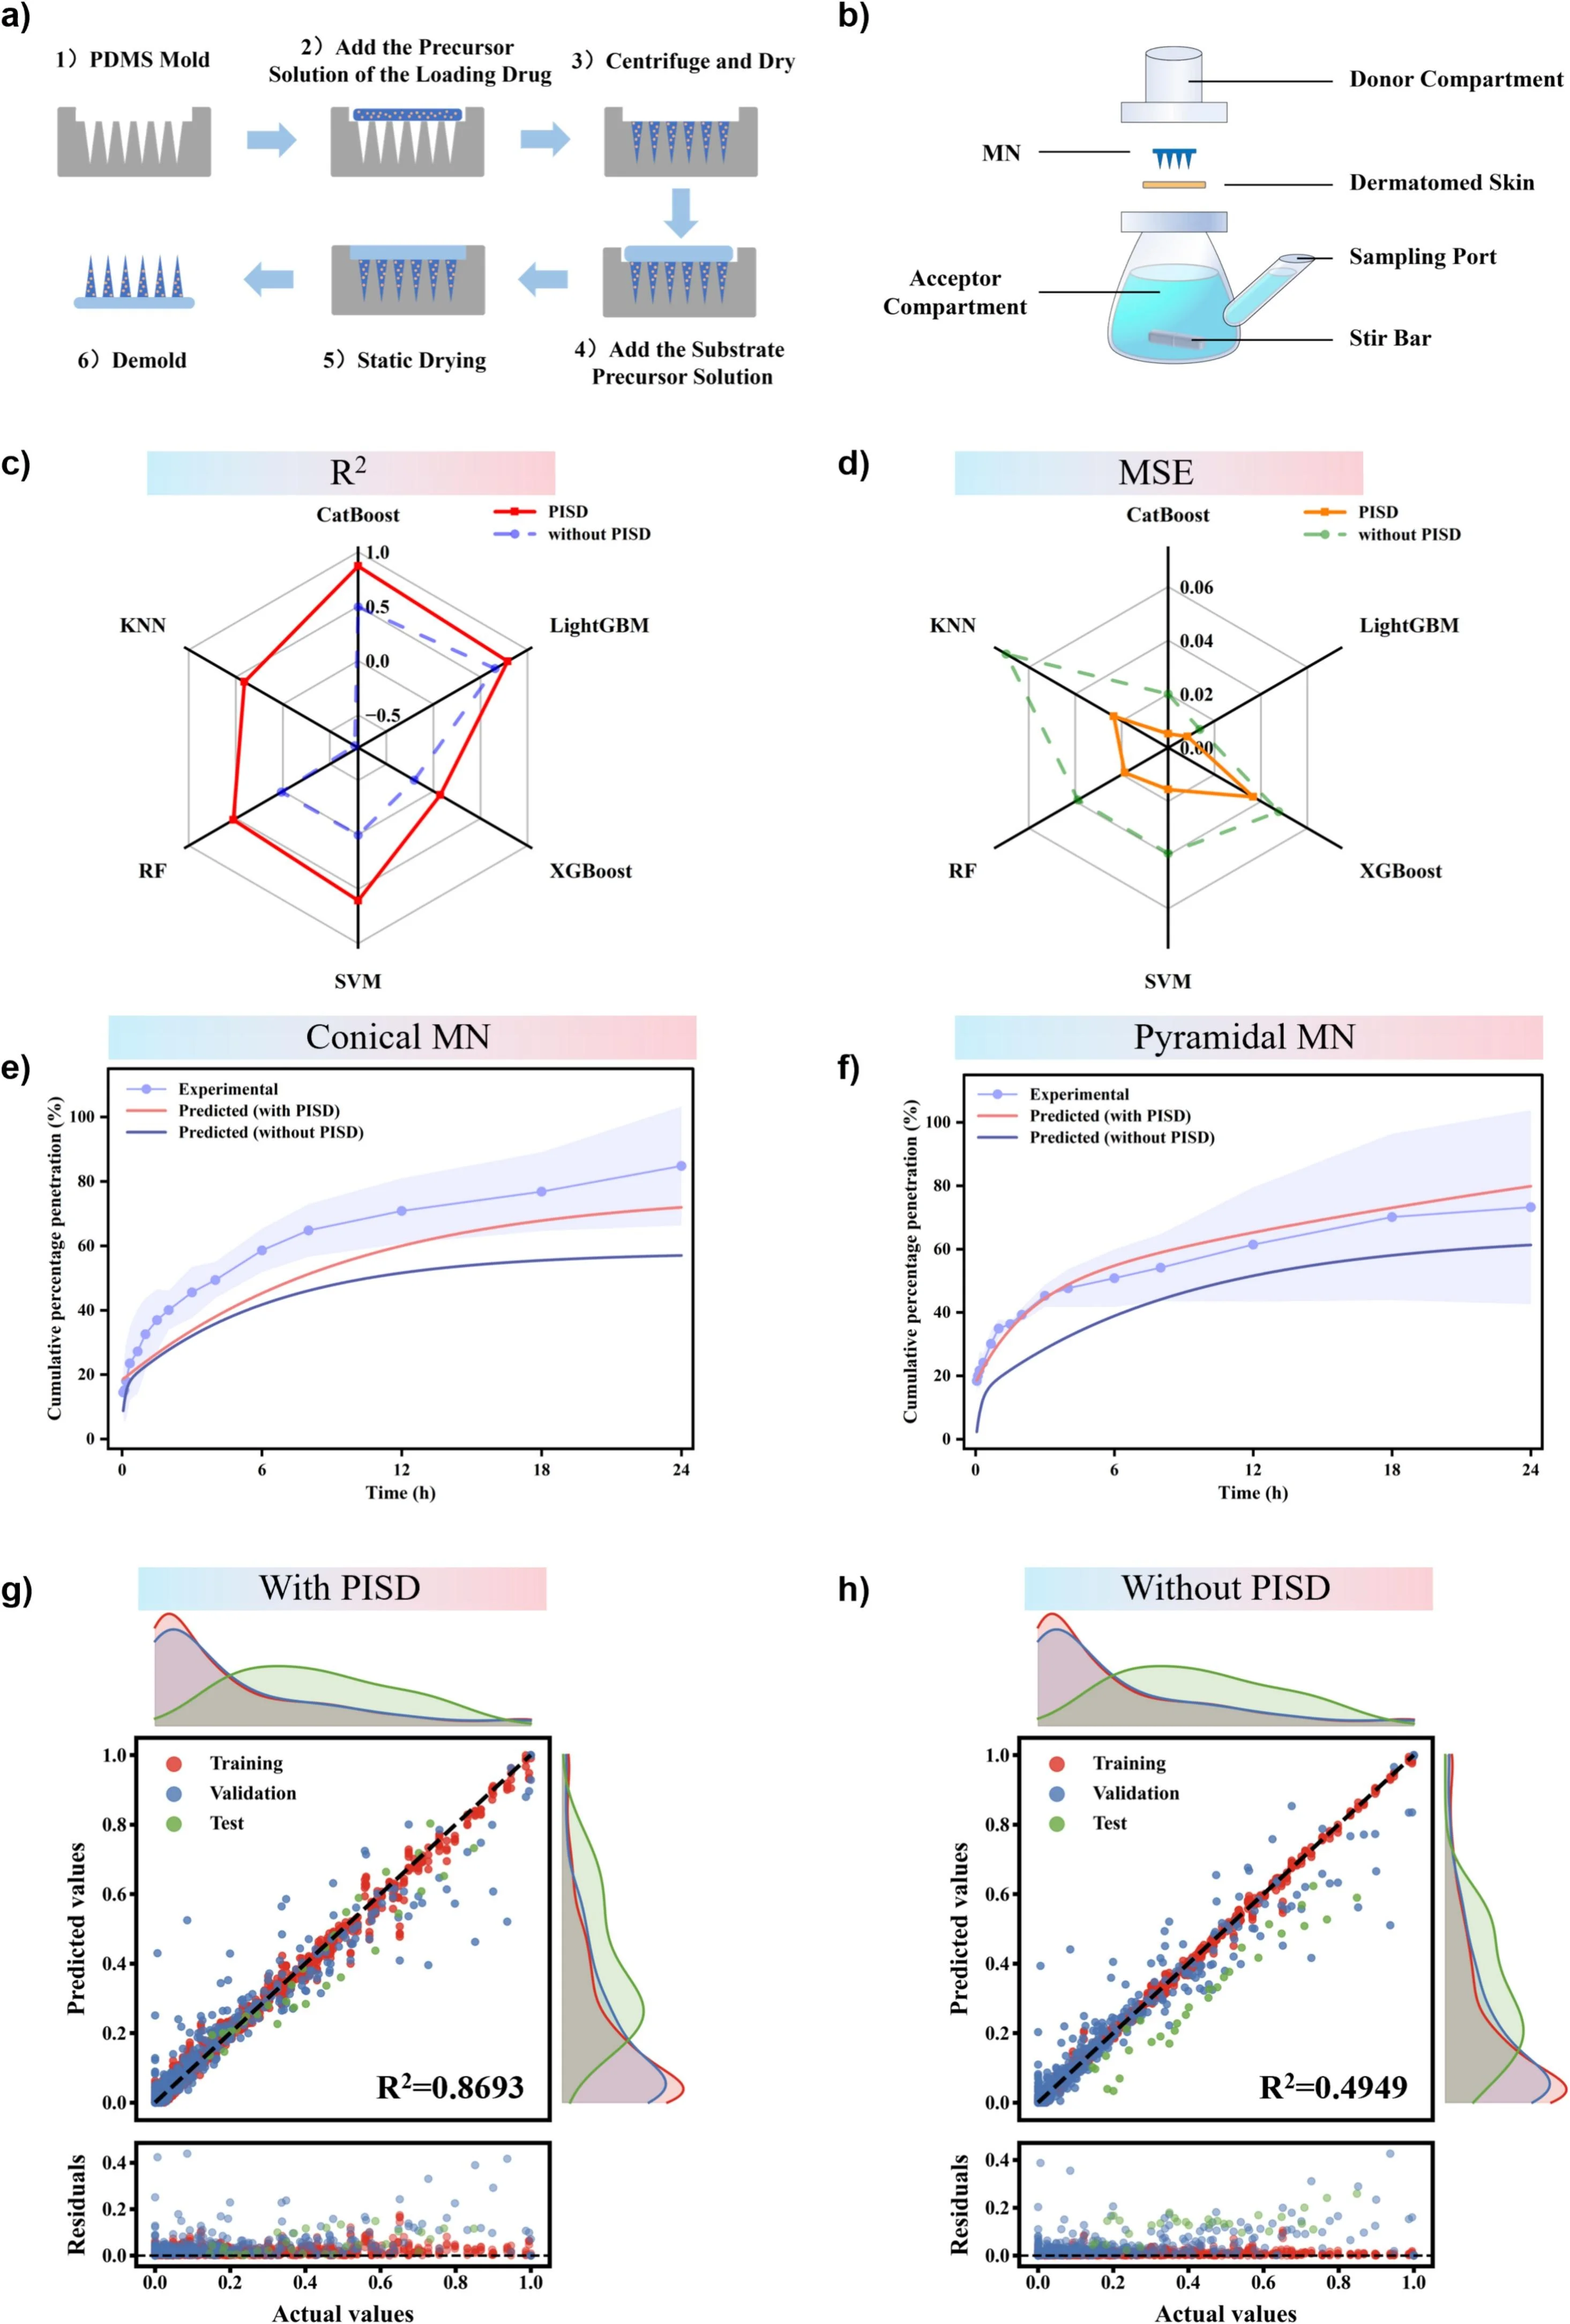 a)
1）PDMS Mold
2）Add the Precursor
Solution of the Loading Drug
3）Centrifuge and Dry
6）Demold
5）Static Drying
4）Add the Substrate
Precursor Solution
b)
Donor Compartment
MN
Dermatomed Skin
Sampling Port
Acceptor
Compartment
Stir Bar
c)
R²
CatBoost
PISD
without PISD
1.0
0.5
0.0
−0.5
KNN
LightGBM
RF
XGBoost
SVM
d)
MSE
CatBoost
PISD
without PISD
0.06
0.04
0.02
0.00
KNN
LightGBM
RF
XGBoost
SVM
e)
Conical MN
Experimental
Predicted (with PISD)
Predicted (without PISD)
Cumulative percentage penetration (%)
100
80
60
40
20
0
0 6 12 18 24
Time (h)
f)
Pyramidal MN
Experimental
Predicted (with PISD)
Predicted (without PISD)
Cumulative percentage penetration (%)
100
80
60
40
20
0
0 6 12 18 24
Time (h)
g)
With PISD
Training
Validation
Test
Predicted values
1.0
0.8
0.6
0.4
0.2
0.0
R²=0.8693
Residuals
0.4
0.2
0.0
0.0 0.2 0.4 0.6 0.8 1.0
Actual values
h)
Without PISD
Training
Validation
Test
Predicted values
1.0
0.8
0.6
0.4
0.2
0.0
R²=0.4949
Residuals
0.4
0.2
0.0
0.0 0.2 0.4 0.6 0.8 1.0
Actual values